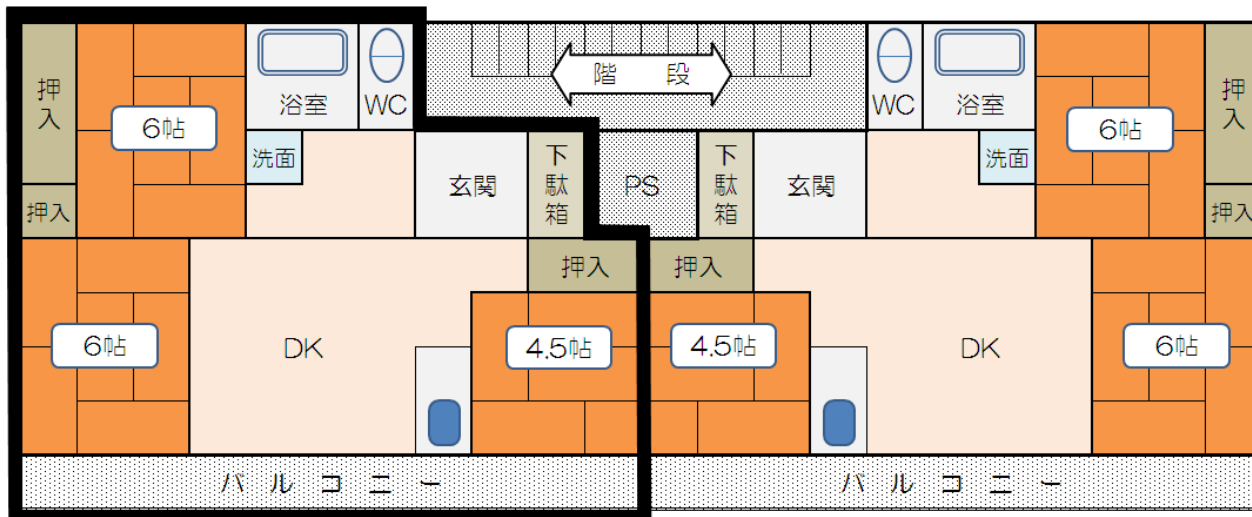 階 段
押入
浴室
WC
WC
浴室
押入
6帖
6帖
洗面
玄関
下駄箱
PS
下駄箱
玄関
洗面
押入
押入
押入
押入
6帖
DK
4.5帖
4.5帖
DK
6帖
バルコニー
バルコニー